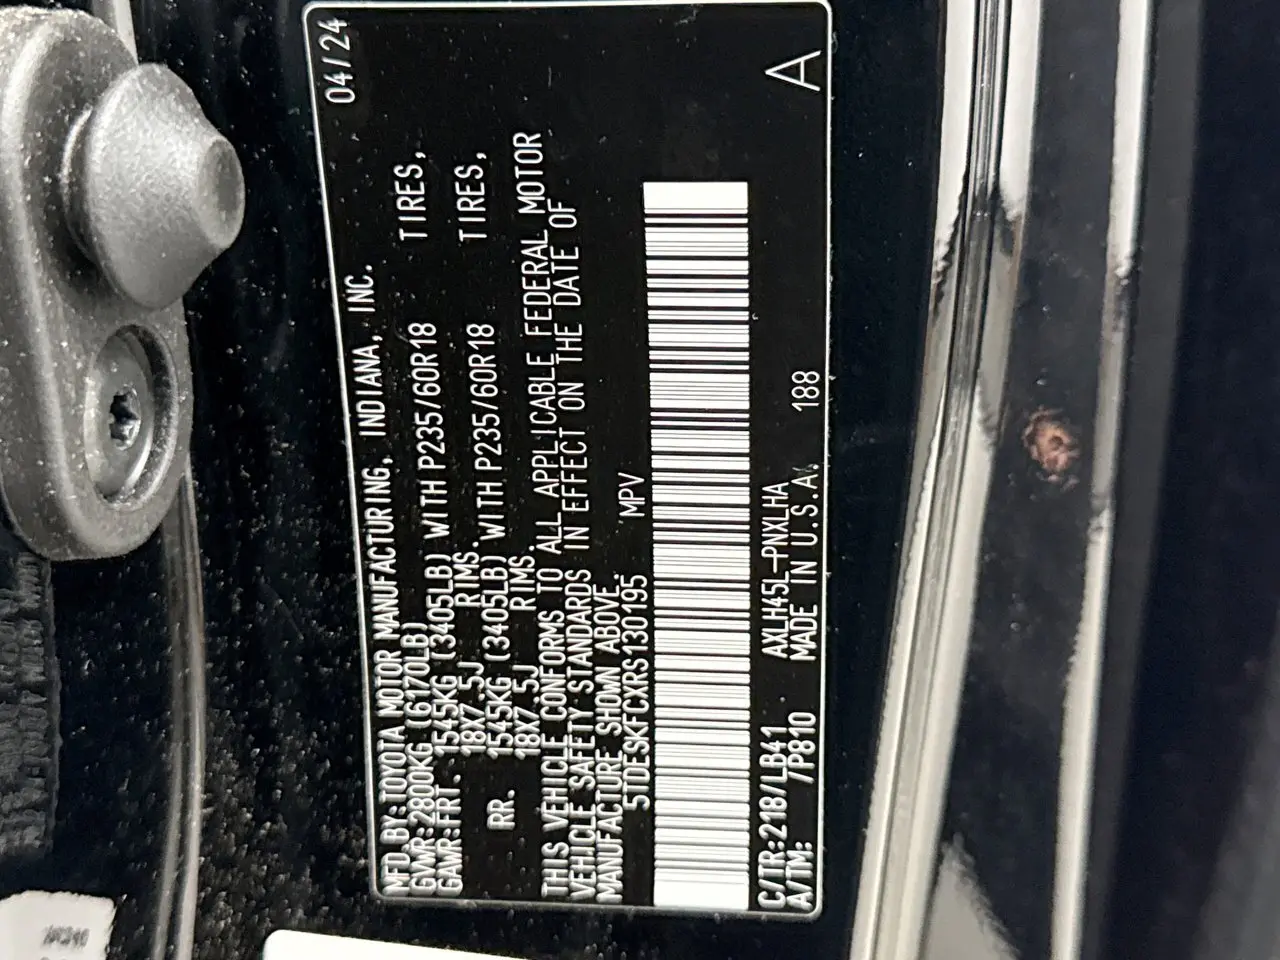 MFD.BY:TOYOTA MOTOR MANUFACTURING, INDIANA, INC. 04/24
GVWR:2800KG (6170LB)
GAWR:FRT. 1545KG (3405LB) WITH P235/60R18 TIRES,
18X7.5J RIMS.
RR. 1545KG (3405LB) WITH P235/60R18 TIRES,
18X7.5J RIMS.
THIS VEHICLE CONFORMS TO ALL APPLICABLE FEDERAL MOTOR
VEHICLE SAFETY STANDARDS IN EFFECT ON THE DATE OF
MANUFACTURE SHOWN ABOVE.
5TDESKFCXRS130195 MPV
C/TR:218/LB41 AXLH45L-PNXLHA
A/TM: /P810 MADE IN U.S.A. 188 A